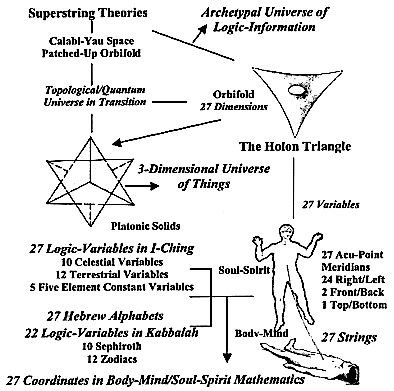 Superstring Theories
Archetypal Universe of
Logic-Information
Calabi-Yau Space
Patched-Up Orbifold
Topological/Quantum
Universe in Transition
Orbifold
27 Dimensions
The Holon Triangle
3-Dimensional Universe
of Things
Platonic Solids
27 Variables
27 Logic-Variables in I-Ching
10 Celestial Variables
12 Terrestrial Variables
5 Five Element Constant Variables
Soul-Spirit
27 Acu-Point
Meridians
24 Right/Left
2 Front/Back
1 Top/Bottom
27 Hebrew Alphabets
22 Logic-Variables in Kabbalah
10 Sephiroth
12 Zodiacs
Body-Mind
27 Strings
27 Coordinates in Body-Mind/Soul-Spirit Mathematics